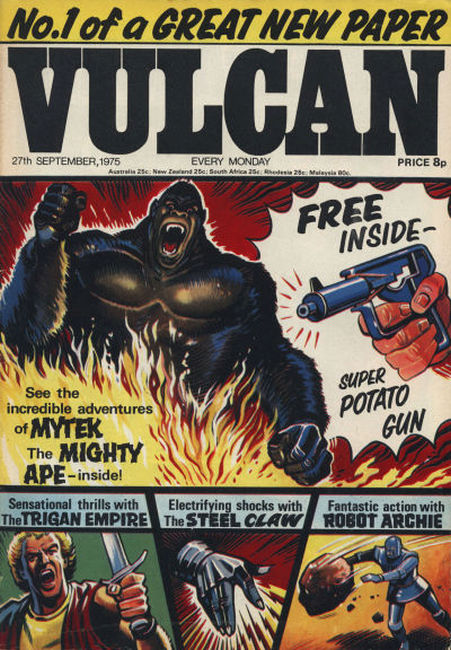 No.1 of a GREAT NEW PAPER
VULCAN
27th SEPTEMBER, 1975 EVERY MONDAY PRICE 8p
Australia 25c; New Zealand 25c; South Africa 25c; Rhodesia 25c; Malaysia 80c.
FREE
INSIDE-
SUPER
POTATO
GUN
See the
incredible adventures
of MYTEK
The MIGHTY
APE-inside!
Sensational thrills with
The TRIGAN EMPIRE
Electrifying shocks with
The STEEL CLAW
Fantastic action with
ROBOT ARCHIE